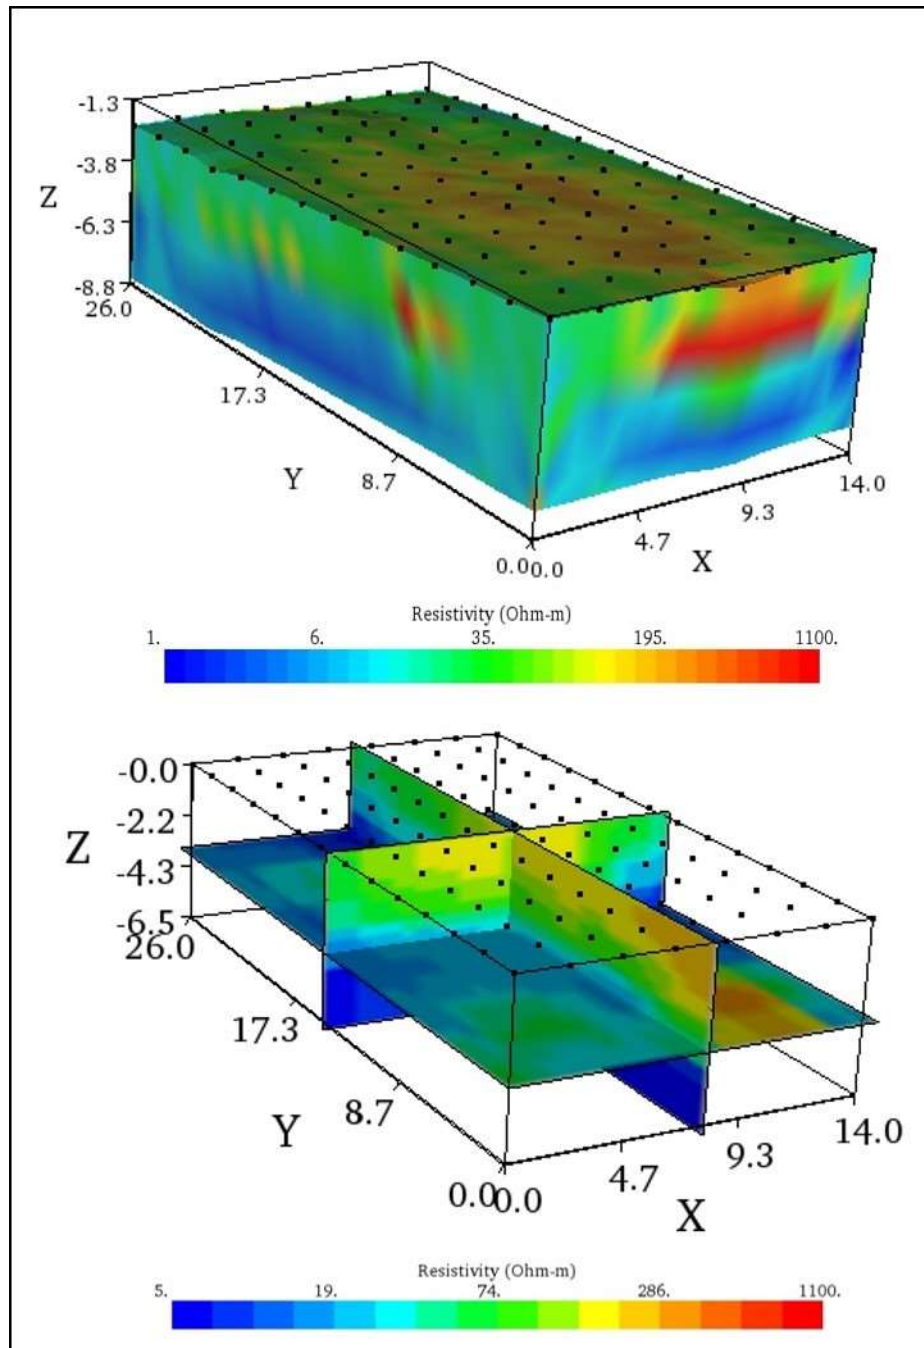 -1.3
-3.8
Z
-6.3
-8.8
26.0
17.3
Y
8.7
0.0
0.0
4.7
X
9.3
14.0
Resistivity (Ohm-m)
1. 6. 35. 195. 1100.
-0.0
-2.2
Z
-4.3
-6.5
26.0
17.3
Y
8.7
0.0
0.0
4.7
X
9.3
14.0
Resistivity (Ohm-m)
5. 19. 74. 286. 1100.